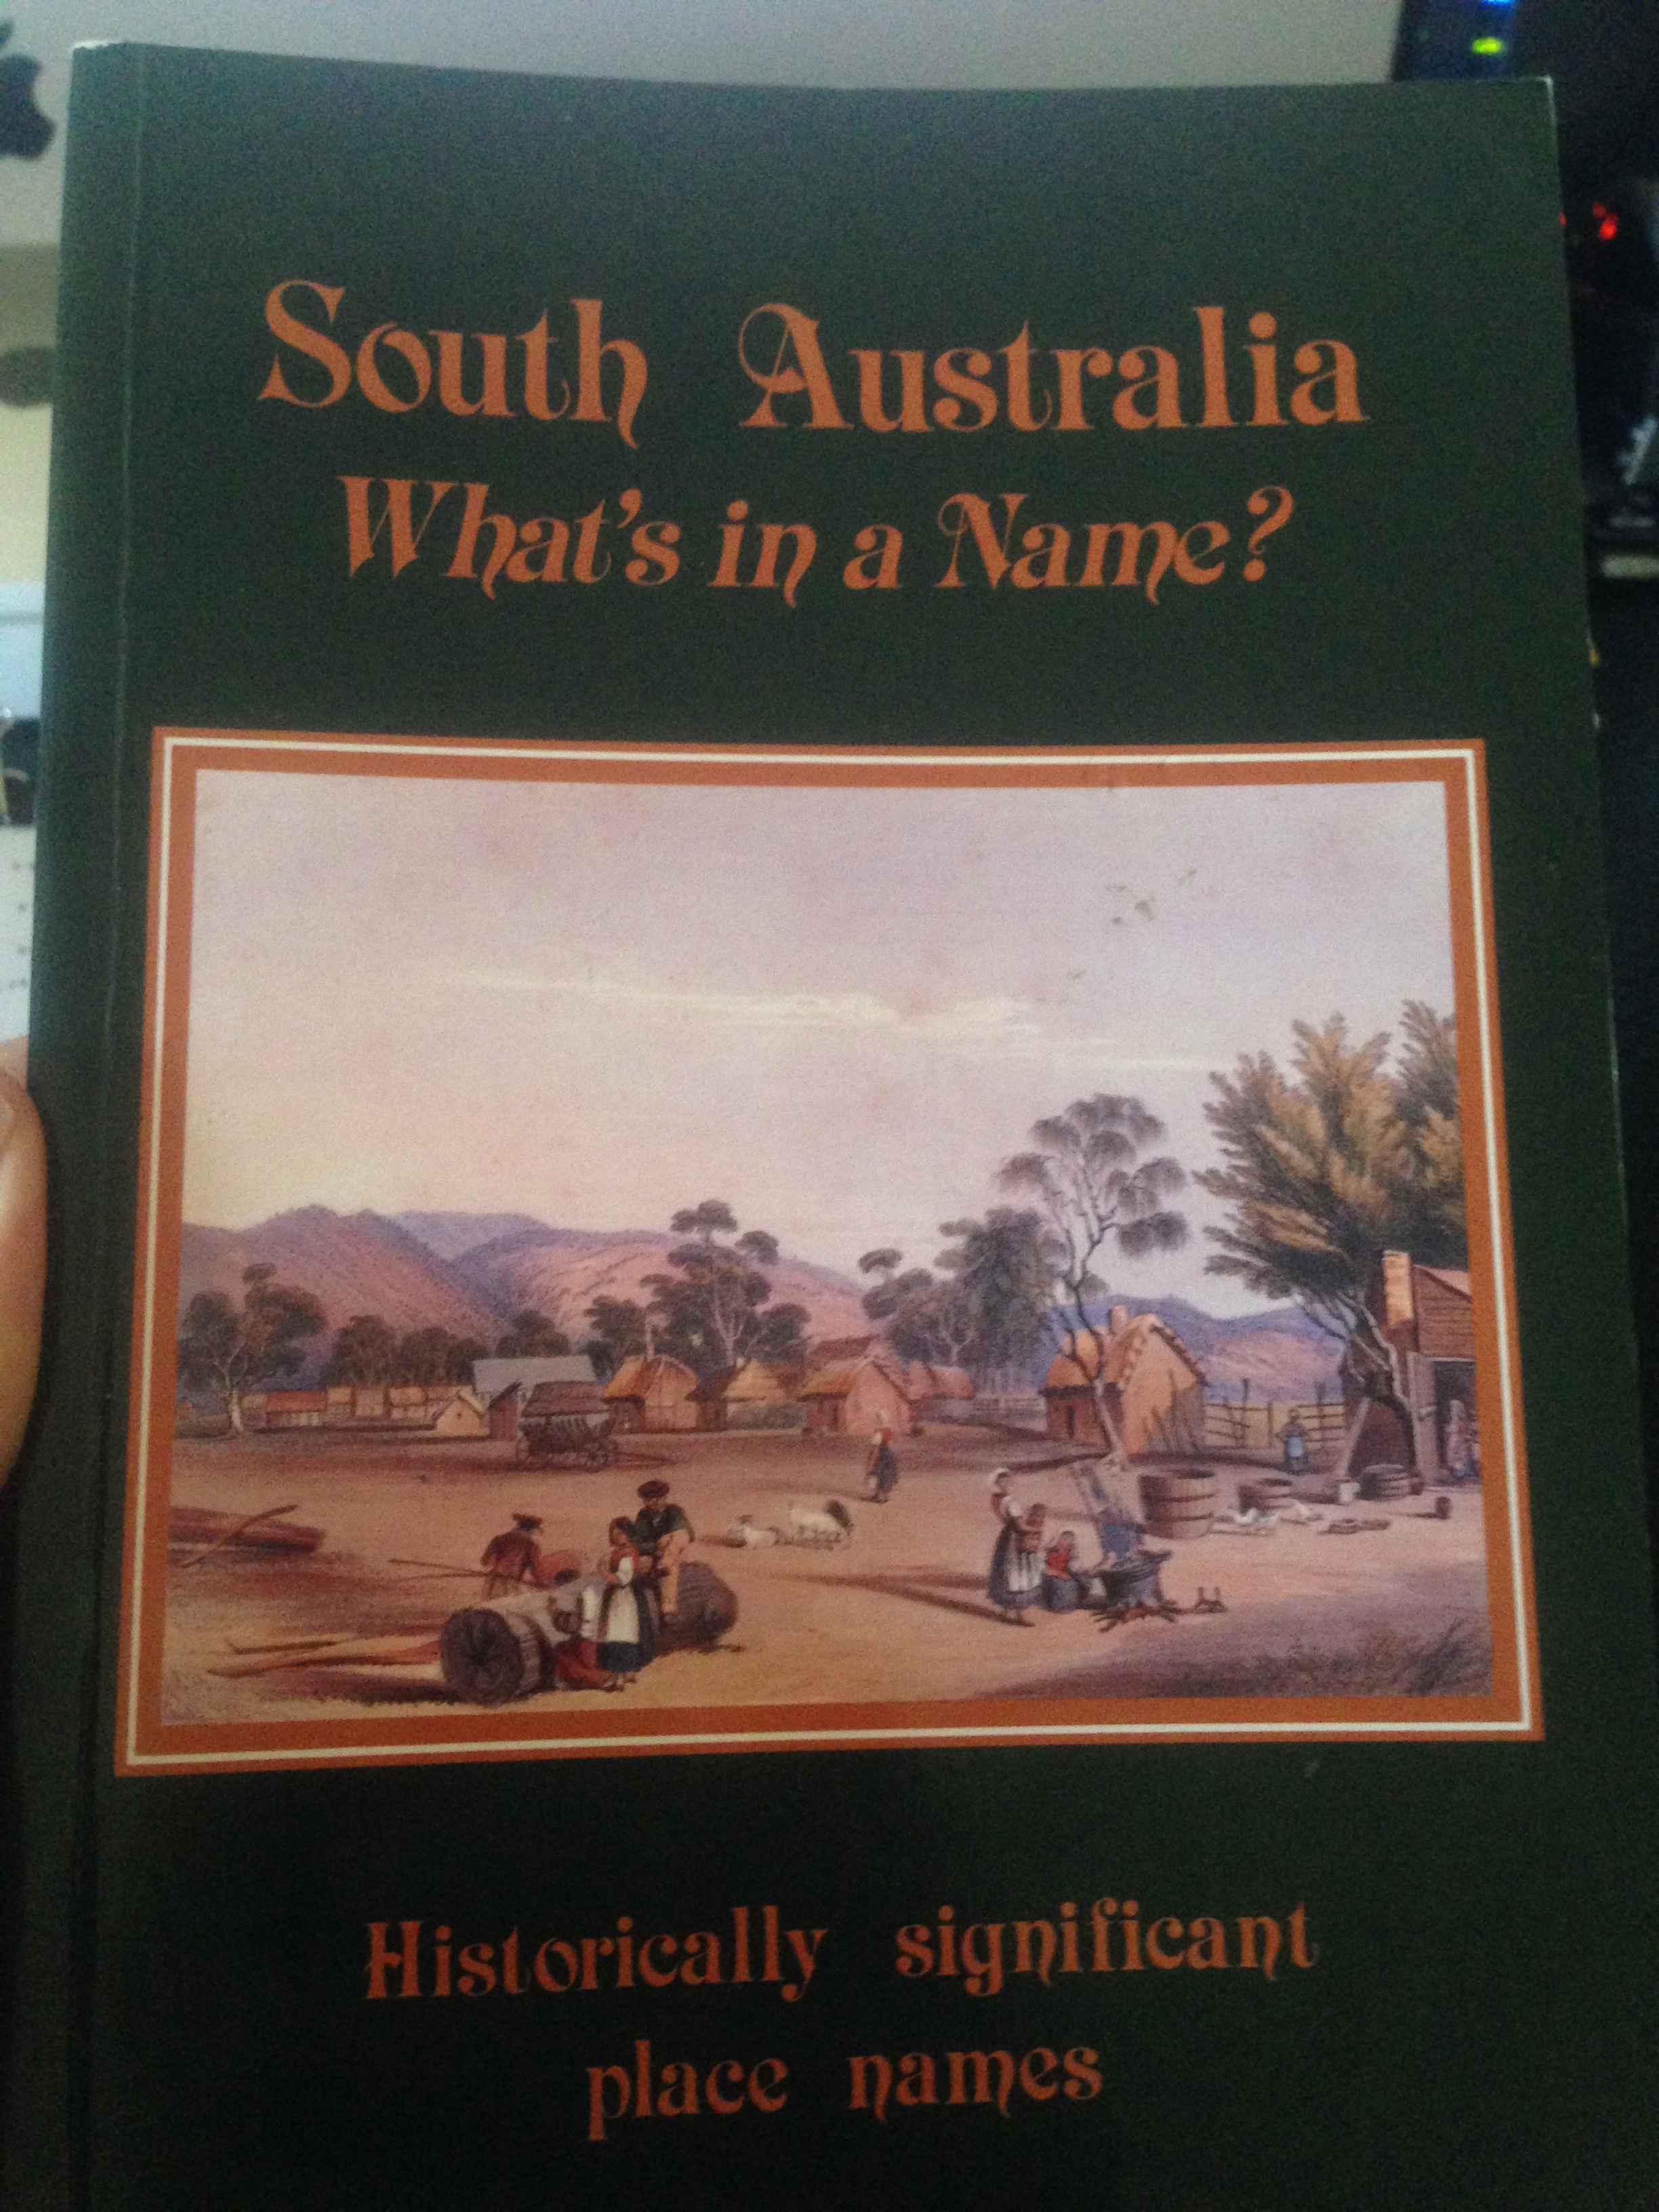 South Australia
What's in a Name?
Historically significant
place names